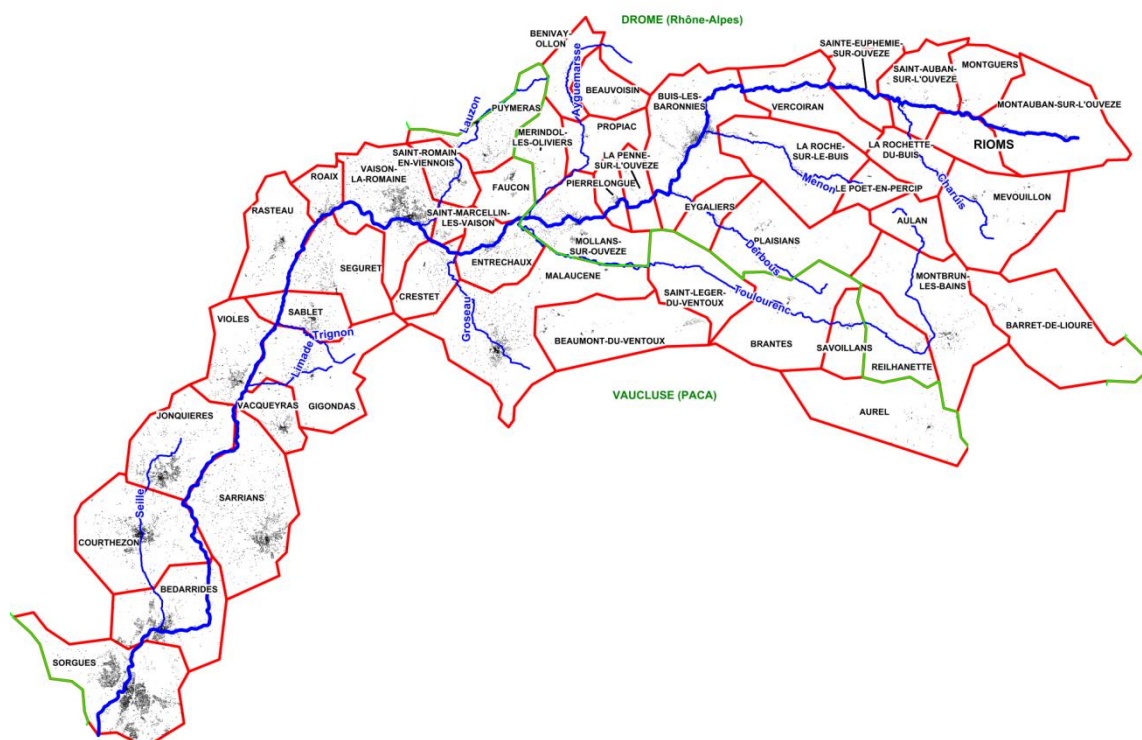 DROME (Rhône-Alpes)
BENIVAY-
OLLON
SAINTE-EUPHEMIE-
SUR-OUVEZE
SAINT-AUBAN-
SUR-L'OUVEZE
MONTGUERS
Ayguemarsse
BEAUVOISIN
BUIS-LES-
BARONNIES
VERCOIRAN
MONTAUBAN-SUR-L'OUVEZE
Lauzon
PUYMERAS
MERINDOL-
LES-OLIVIERS
PROPIAC
RIOMS
SAINT-ROMAIN
EN-VIENNOIS
LA PENNE-
SUR-L'OUVEZE
LA ROCHE-
SUR-LE-BUIS
LA ROCHETTE
DU-BUIS
ROAIX
VAISON-
LA-ROMAINE
FAUCON
PIERRELONGUE
Menon
LE POET-EN-PERCIP
Charuis
MEVOUILLON
RASTEAU
SAINT-MARCELLIN-
LES-VAISON
EYGALIERS
AULAN
MOLLANS-
SUR-OUVEZE
PLAISIANS
Derbous
SEGURET
ENTRECHAUX
MALAUCENE
MONTBRUN-
LES-BAINS
CRESTET
SAINT-LEGER-
DU-VENTOUX
Toulourenc
VIOLES
SABLET
Trignon
Groseau
BARRET-DE-LIOURE
Limade
BEAUMONT-DU-VENTOUX
BRANTES
SAVOILLANS
REILHANETTE
VAUCLUSE (PACA)
JONQUIERES
VACQUEYRAS
GIGONDAS
AUREL
Seille
SARRIANS
COURTHEZON
BEDARRIDES
SORGUES